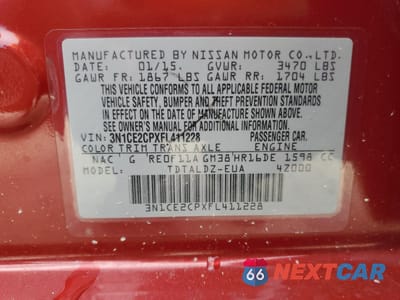 MANUFACTURED BY NISSAN MOTOR CO.,LTD.
DATE: 01/15. GVWR: 3470 LBS
GAWR FR: 1867 LBS GAWR RR: 1704 LBS
THIS VEHICLE CONFORMS TO ALL APPLICABLE FEDERAL MOTOR
VEHICLE SAFETY, BUMPER AND THEFT PREVENTION STANDARDS
IN EFFECT ON THE DATE OF MANUFACTURE SHOWN ABOVE.
SEE OWNER'S MANUAL FOR ADDITIONAL INFORMATION
VIN: 3N1CE2CPXFL411228 PASSENGER CAR.
COLOR TRIM TRANS AXLE ENGINE
NAC G RE0F11A GM38 HR16DE 1598 CC
MODEL: TDTALDZ-EUA 4Z000
3N1CE2CPXFL411228
66 NEXTCAR